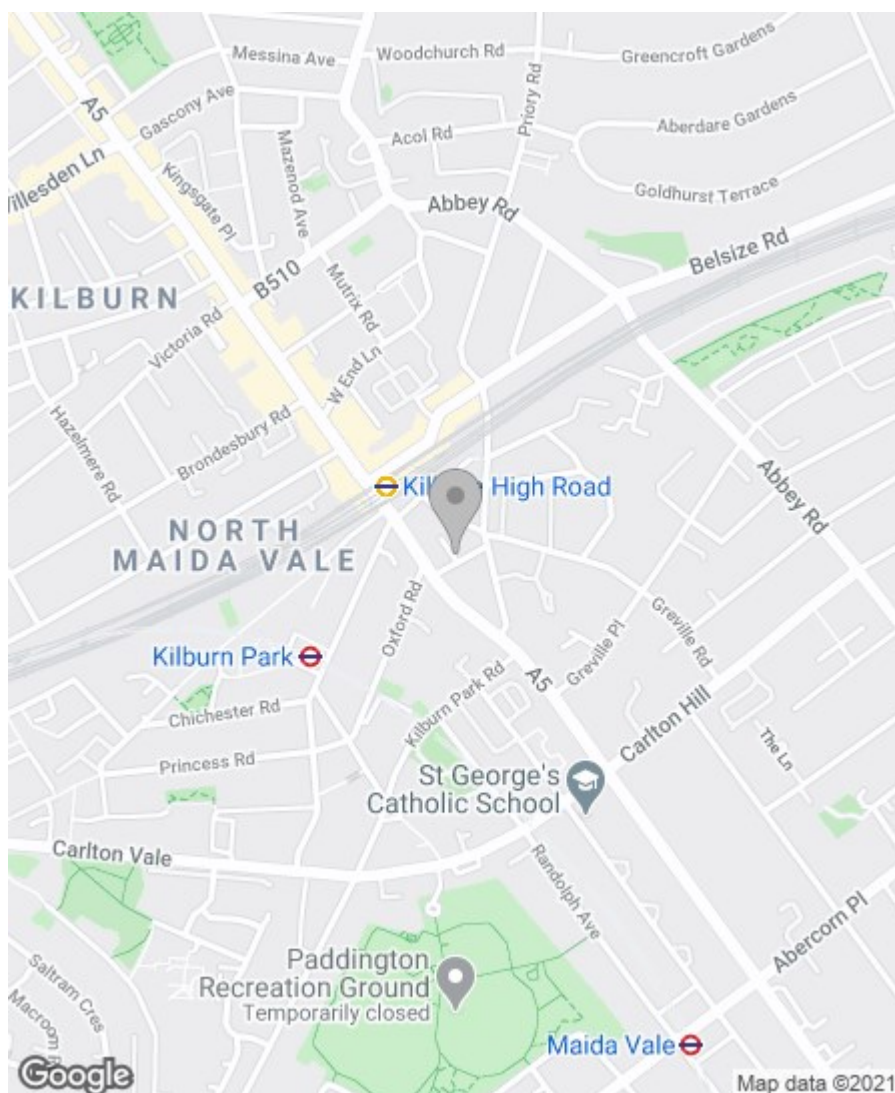 Messina Ave
Woodchurch Rd
Greencroft Gardens
A5
Gascony Ave
Priory Rd
Aberdare Gardens
Acol Rd
Mazenod Ave
Kingsgate Pl
Goldhurst Terrace
Abbey Rd
Belsize Rd
B510
KILBURN
Mutrix Rd
Victoria Rd
W End Ln
Brondesbury Rd
Hazelmere Rd
High Road
Abbey Rd
NORTH
MAIDA VALE
Oxford Rd
Greville Rd
Greville Pl
Kilburn Park
Kilburn Park Rd
A5
Chichester Rd
Carlton Hill
The Ln
Princess Rd
St George's
Catholic School
Carlton Vale
Randolph Ave
Abercorn Pl
Paddington
Recreation Ground
Temporarily closed
Saltram Cres
Macroom
Maida Vale
Google
Map data ©2021